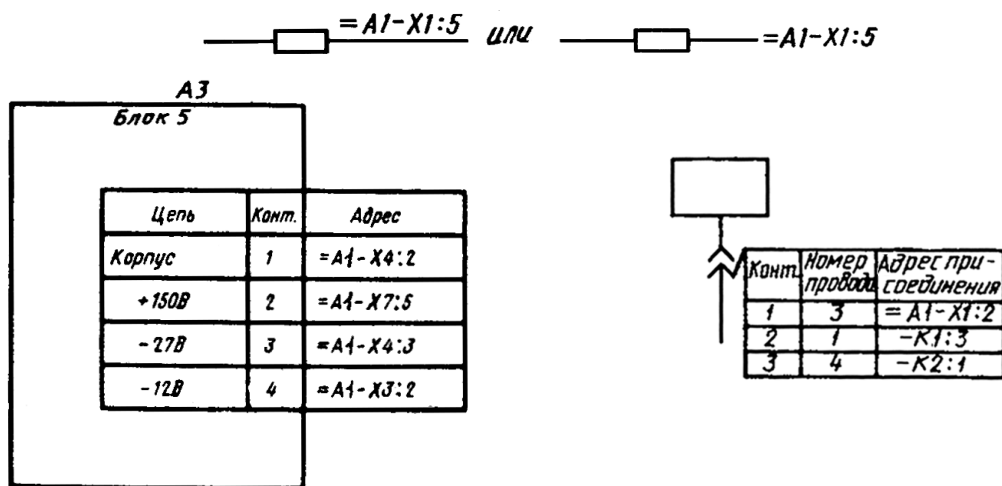 =A1-X1:5 или =A1-X1:5
A3
Блок 5
Цепь Конт. Адрес
Корпус 1 =A1-X4:2
+150В 2 =A1-X7:5
-27В 3 =A1-X4:3
-12В 4 =A1-X3:2
Конт. Номер провода Адрес при-
соединения
1 3 =A1-X1:2
2 1 -K1:3
3 4 -K2:1